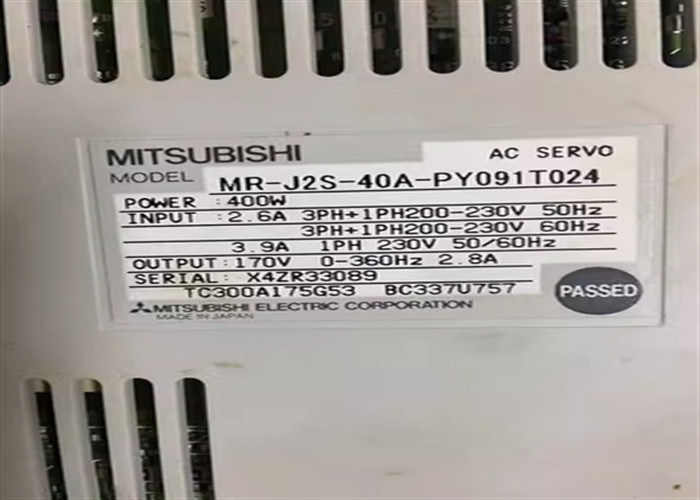 MITSUBISHI AC SERVO
MODEL MR-J2S-40A-PY091T024
POWER :400W
INPUT :2.6A 3PH+1PH200-230V 50Hz
3PH+1PH200-230V 60Hz
3.9A 1PH 230V 50/60Hz
OUTPUT:170V 0-360Hz 2.8A
SERIAL: X4ZR33089
TC300A175G53 BC337U757
PASSED
MITSUBISHI ELECTRIC CORPORATION
MADE IN JAPAN